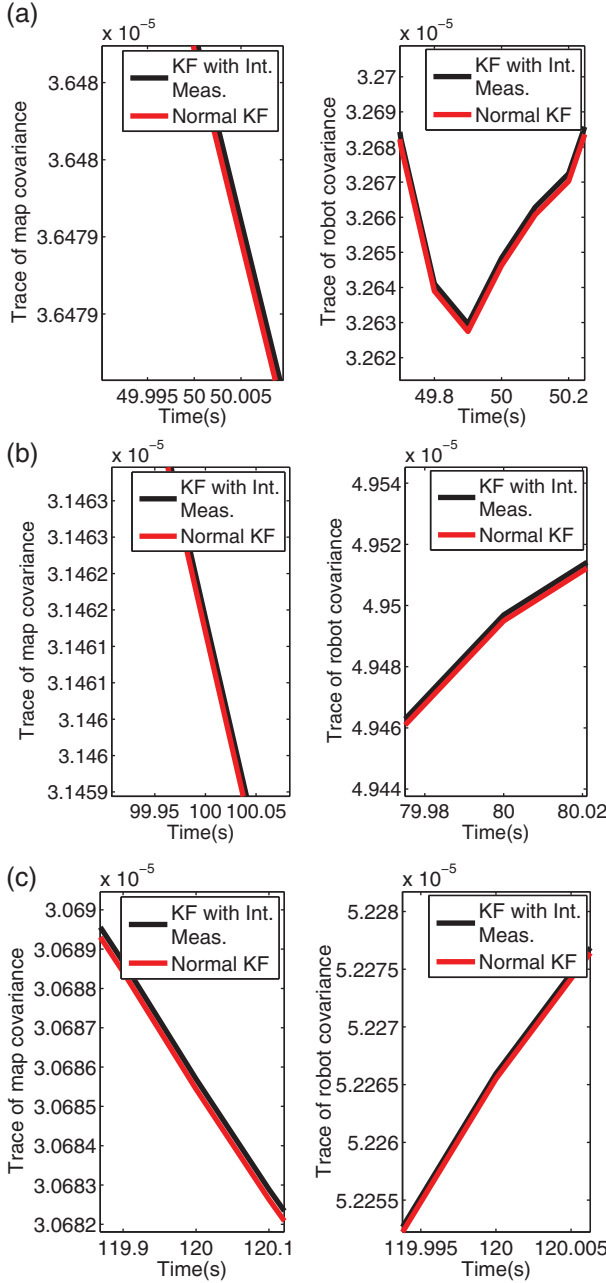 (a)
x 10⁻⁵
KF with Int.
Meas.
Normal KF
3.648
3.648
3.6479
3.6479
Trace of map covariance
49.995 50 50.005
Time(s)
x 10⁻⁵
KF with Int.
Meas.
Normal KF
3.27
3.269
3.268
3.267
3.266
3.265
3.264
3.263
3.262
Trace of robot covariance
49.8 50 50.2
Time(s)
(b)
x 10⁻⁵
KF with Int.
Meas.
Normal KF
3.1463
3.1463
3.1462
3.1462
3.1461
3.1461
3.146
3.146
3.1459
Trace of map covariance
99.95 100 100.05
Time(s)
x 10⁻⁵
KF with Int.
Meas.
Normal KF
4.954
4.952
4.95
4.948
4.946
4.944
Trace of robot covariance
79.98 80 80.02
Time(s)
(c)
x 10⁻⁵
KF with Int.
Meas.
Normal KF
3.069
3.0689
3.0688
3.0687
3.0686
3.0685
3.0684
3.0683
3.0682
Trace of map covariance
119.9 120 120.1
Time(s)
x 10⁻⁵
KF with Int.
Meas.
Normal KF
5.228
5.2275
5.227
5.2265
5.226
5.2255
Trace of robot covariance
119.995 120 120.005
Time(s)